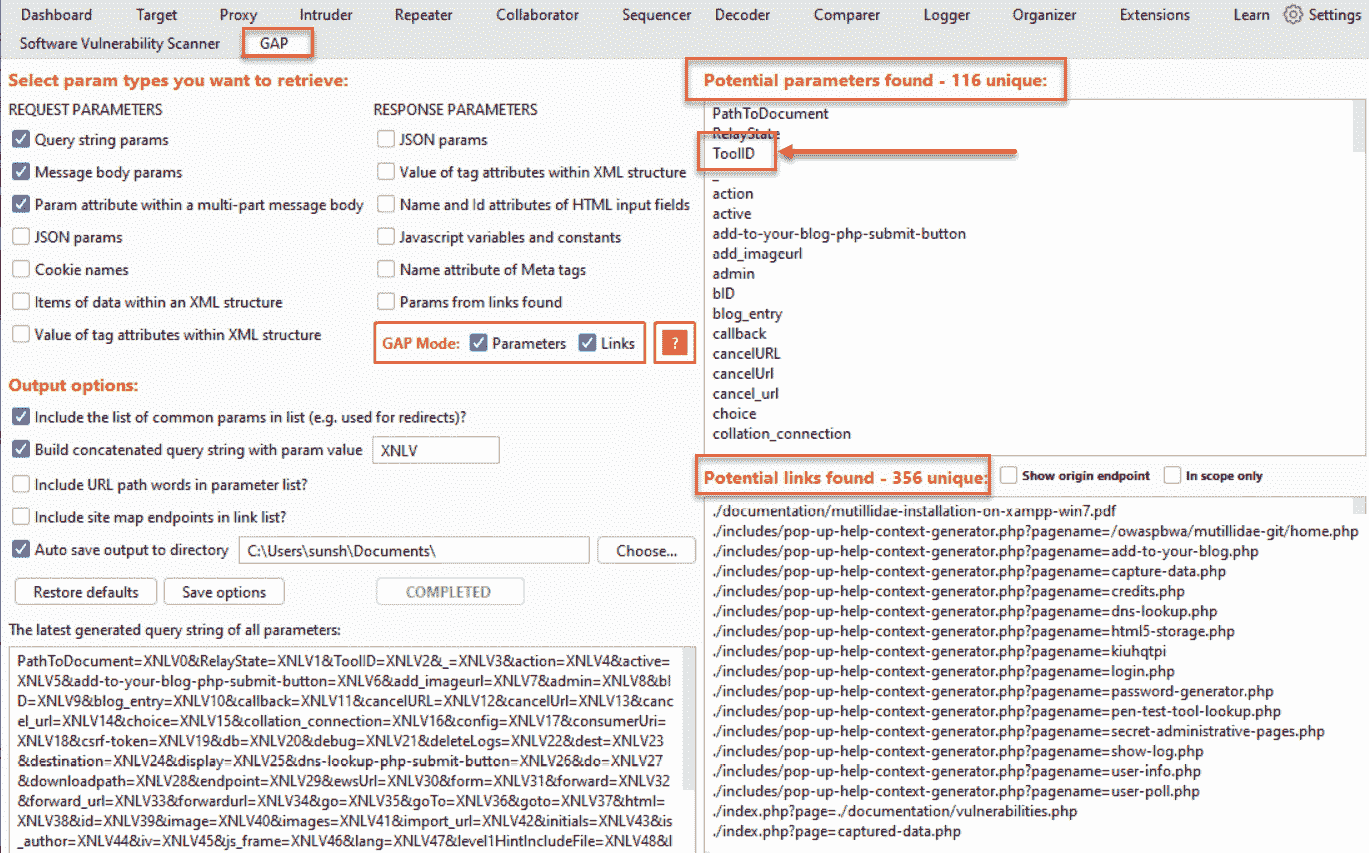 Dashboard Target Proxy Intruder Repeater Collaborator Sequencer Decoder Comparer Logger Organizer Extensions Learn Settings
Software Vulnerability Scanner GAP
Select param types you want to retrieve:
REQUEST PARAMETERS
Query string params
Message body params
Param attribute within a multi-part message body
JSON params
Cookie names
Items of data within an XML structure
Value of tag attributes within XML structure
RESPONSE PARAMETERS
JSON params
Value of tag attributes within XML structure
Name and Id attributes of HTML input fields
Javascript variables and constants
Name attribute of Meta tags
Params from links found
GAP Mode: Parameters Links ?
Output options:
Include the list of common params in list (e.g. used for redirects)?
Build concatenated query string with param value XNLV
Include URL path words in parameter list?
Include site map endpoints in link list?
Auto save output to directory C:\Users\sunsh\Documents\ Choose...
Restore defaults Save options COMPLETED
The latest generated query string of all parameters:
PathToDocument=XNLV0&RelayState=XNLV1&ToolID=XNLV2&_=XNLV3&action=XNLV4&active=
XNLV5&add-to-your-blog-php-submit-button=XNLV6&add_imageurl=XNLV7&admin=XNLV8&bI
D=XNLV9&blog_entry=XNLV10&callback=XNLV11&cancelURL=XNLV12&cancelUrl=XNLV13&canc
el_url=XNLV14&choice=XNLV15&collation_connection=XNLV16&config=XNLV17&consumerUri=
XNLV18&csrf-token=XNLV19&db=XNLV20&debug=XNLV21&deleteLogs=XNLV22&dest=XNLV23
&destination=XNLV24&display=XNLV25&dns-lookup-php-submit-button=XNLV26&do=XNLV27
&downloadpath=XNLV28&endpoint=XNLV29&ewsUrl=XNLV30&form=XNLV31&forward=XNLV32
&forward_url=XNLV33&forwardurl=XNLV34&go=XNLV35&goTo=XNLV36&goto=XNLV37&html=
XNLV38&id=XNLV39&image=XNLV40&images=XNLV41&import_url=XNLV42&initials=XNLV43&is
_author=XNLV44&iv=XNLV45&js_frame=XNLV46&lang=XNLV47&level1HintIncludeFile=XNLV48&l
Potential parameters found - 116 unique:
PathToDocument
RelayState
ToolID
_
action
active
add-to-your-blog-php-submit-button
add_imageurl
admin
bID
blog_entry
callback
cancelURL
cancelUrl
cancel_url
choice
collation_connection
Potential links found - 356 unique: Show origin endpoint In scope only
./documentation/mutillidae-installation-on-xampp-win7.pdf
./includes/pop-up-help-context-generator.php?pagename=/owaspbwa/mutillidae-git/home.php
./includes/pop-up-help-context-generator.php?pagename=add-to-your-blog.php
./includes/pop-up-help-context-generator.php?pagename=capture-data.php
./includes/pop-up-help-context-generator.php?pagename=credits.php
./includes/pop-up-help-context-generator.php?pagename=dns-lookup.php
./includes/pop-up-help-context-generator.php?pagename=html5-storage.php
./includes/pop-up-help-context-generator.php?pagename=kiuhqtpi
./includes/pop-up-help-context-generator.php?pagename=login.php
./includes/pop-up-help-context-generator.php?pagename=password-generator.php
./includes/pop-up-help-context-generator.php?pagename=pen-test-tool-lookup.php
./includes/pop-up-help-context-generator.php?pagename=secret-administrative-pages.php
./includes/pop-up-help-context-generator.php?pagename=show-log.php
./includes/pop-up-help-context-generator.php?pagename=user-info.php
./includes/pop-up-help-context-generator.php?pagename=user-poll.php
./index.php?page=./documentation/vulnerabilities.php
./index.php?page=captured-data.php